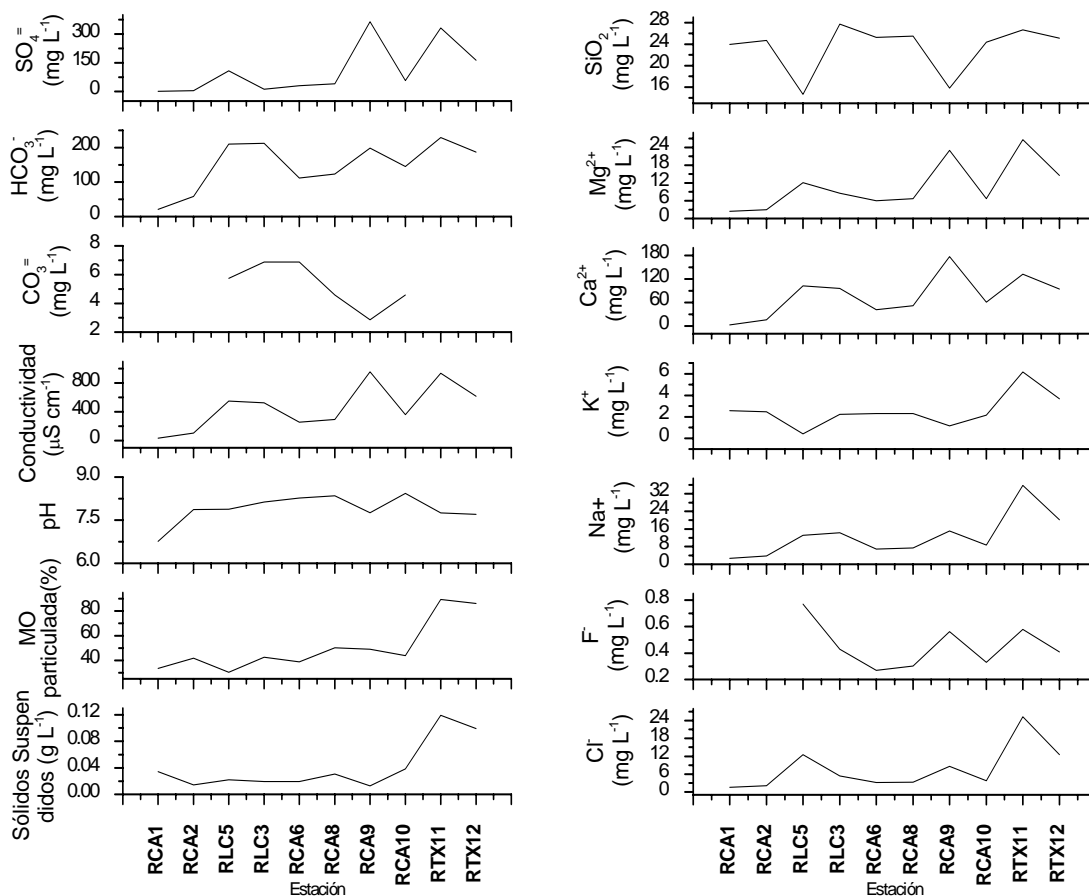 SO4=
(mg L-1)
300
150
0
HCO3-
(mg L-1)
200
100
0
CO3=
(mg L-1)
8
6
4
2
Conductividad
(µS cm-1)
800
400
0
pH
9.0
7.5
6.0
MO
particulada(%)
80
60
40
Sólidos Suspen
didos (g L-1)
0.12
0.08
0.04
0.00
RCA1
RCA2
RLC5
RLC3
RCA6
RCA8
RCA9
RCA10
RTX11
RTX12
Estación
SiO2
(mg L-1)
28
24
20
16
Mg2+
(mg L-1)
24
18
12
6
0
Ca2+
(mg L-1)
180
120
60
0
K+
(mg L-1)
6
4
2
0
Na+
(mg L-1)
32
24
16
8
0
F-
(mg L-1)
0.8
0.6
0.4
0.2
Cl-
(mg L-1)
24
18
12
6
0
RCA1
RCA2
RLC5
RLC3
RCA6
RCA8
RCA9
RCA10
RTX11
RTX12
Estación